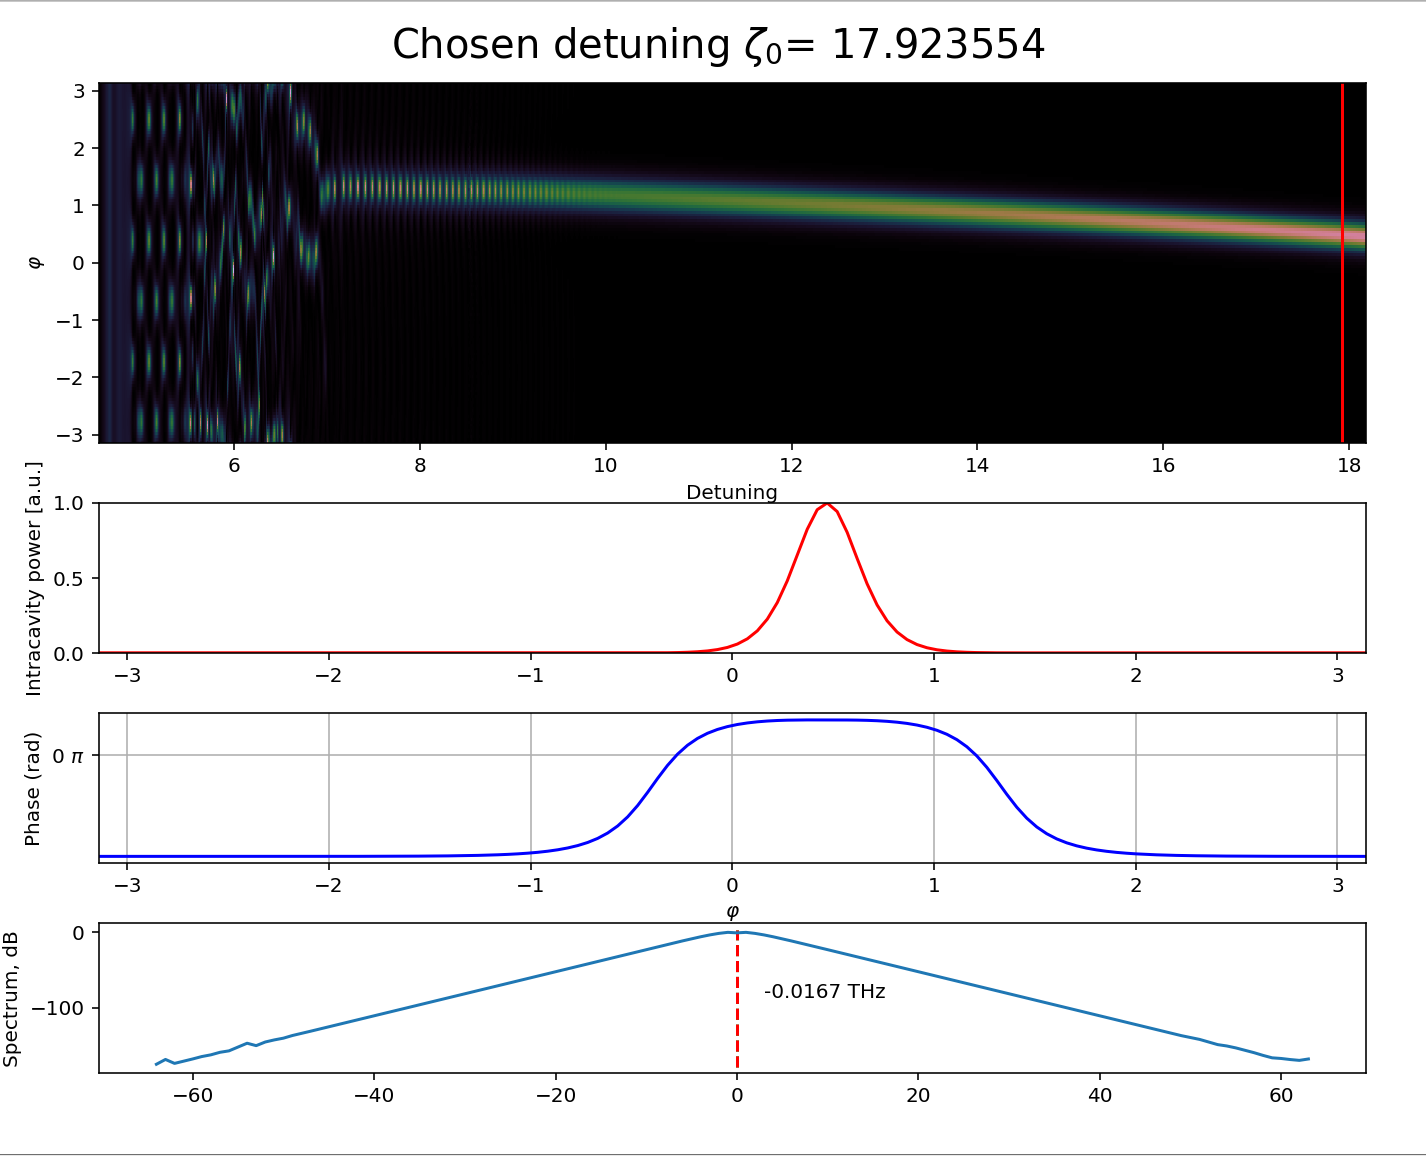 Chosen detuning ζ₀= 17.923554
3
2
1
0
−1
−2
−3
φ
6 8 10 12 14 16 18
Detuning
1.0
0.5
0.0
Intracavity power [a.u.]
−3 −2 −1 0 1 2 3
0 π
Phase (rad)
−3 −2 −1 0 1 2 3
φ
0
−100
Spectrum, dB
-0.0167 THz
−60 −40 −20 0 20 40 60